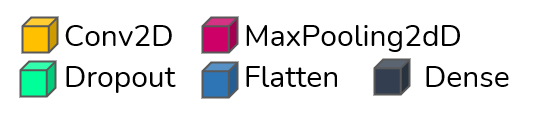 Conv2D MaxPooling2dD
Dropout Flatten Dense